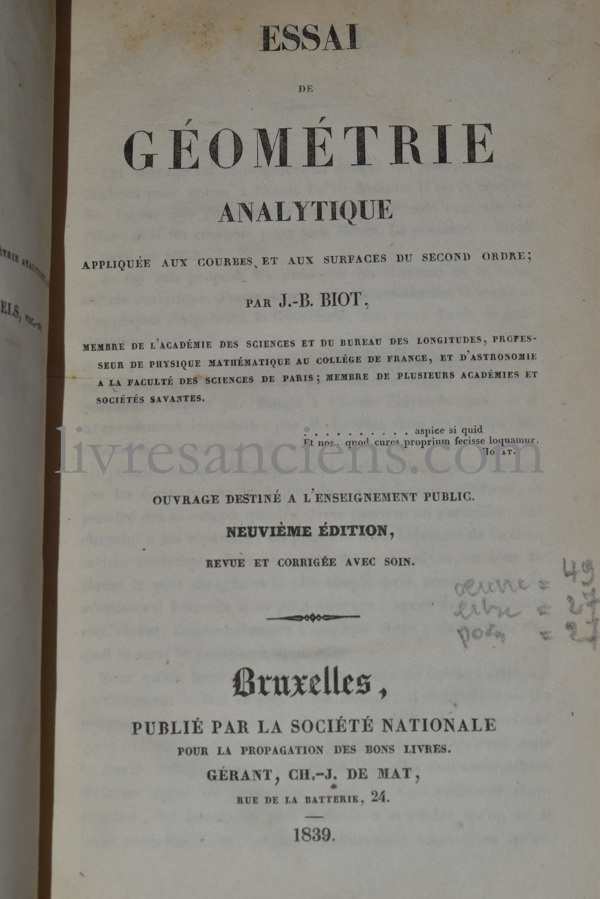 ESSAI
DE
GÉOMÉTRIE
ANALYTIQUE
APPLIQUÉE AUX COURBES, ET AUX SURFACES DU SECOND ORDRE;
PAR J.-B. BIOT,
MEMBRE DE L'ACADÉMIE DES SCIENCES ET DU BUREAU DES LONGITUDES, PROFES-
SEUR DE PHYSIQUE MATHÉMATIQUE AU COLLÉGE DE FRANCE, ET D'ASTRONOMIE
A LA FACULTÉ DES SCIENCES DE PARIS; MEMBRE DE PLUSIEURS ACADÉMIES ET
SOCIÉTÉS SAVANTES.
. . . . . . . . . . aspice si quid
Et nos, quod cures proprium fecisse loquamur.
livresanciens.com
OUVRAGE DESTINÉ A L'ENSEIGNEMENT PUBLIC.
NEUVIÈME ÉDITION,
REVUE ET CORRIGÉE AVEC SOIN.
œuvre = 49
= 27
Bruxelles,
PUBLIÉ PAR LA SOCIÉTÉ NATIONALE
POUR LA PROPAGATION DES BONS LIVRES.
GÉRANT, CH.-J. DE MAT,
RUE DE LA BATTERIE, 24.
1839.